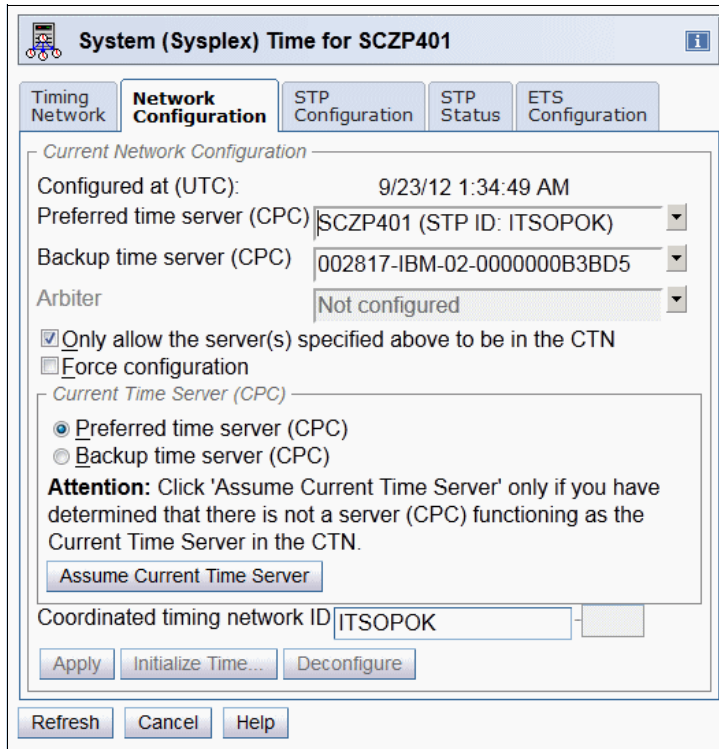 System (Sysplex) Time for SCZP401
i
Timing Network
Network Configuration
STP Configuration
STP Status
ETS Configuration
Current Network Configuration
Configured at (UTC): 9/23/12 1:34:49 AM
Preferred time server (CPC) SCZP401 (STP ID: ITSOPOK)
Backup time server (CPC) 002817-IBM-02-0000000B3BD5
Arbiter Not configured
Only allow the server(s) specified above to be in the CTN
Force configuration
Current Time Server (CPC)
Preferred time server (CPC)
Backup time server (CPC)
Attention: Click 'Assume Current Time Server' only if you have
determined that there is not a server (CPC) functioning as the
Current Time Server in the CTN.
Assume Current Time Server
Coordinated timing network ID ITSOPOK -
Apply Initialize Time... Deconfigure
Refresh Cancel Help